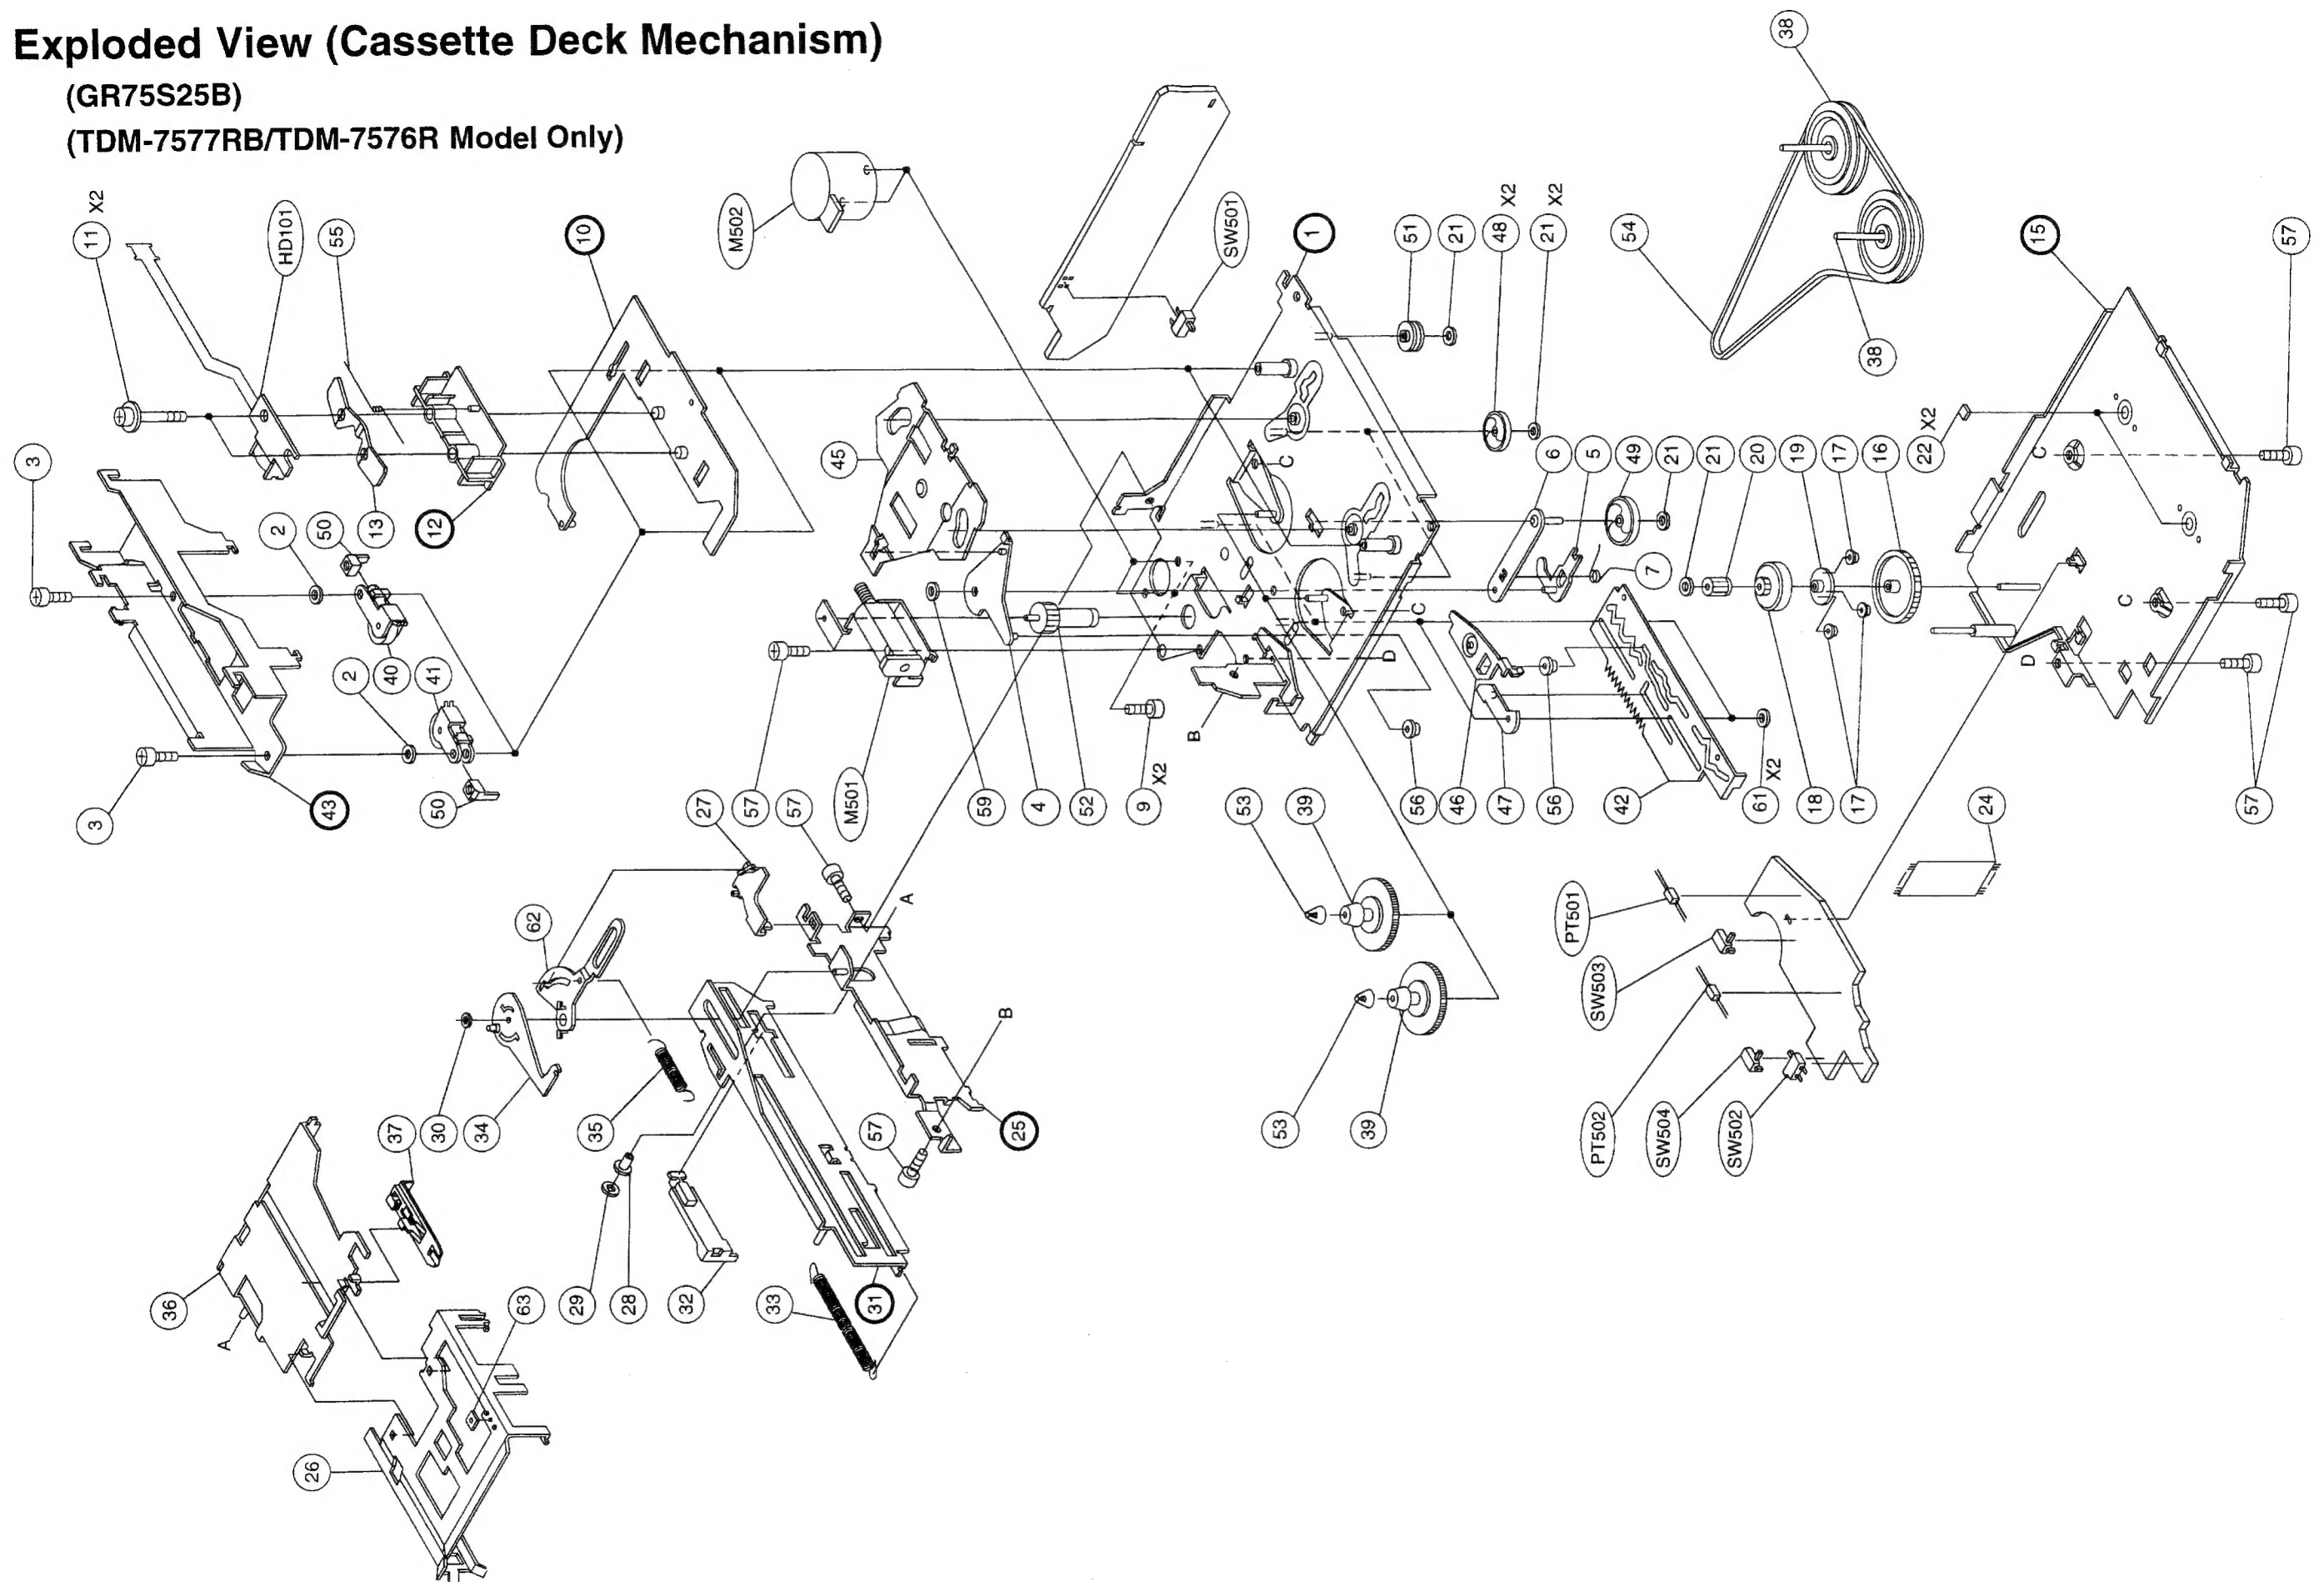 Exploded View (Cassette Deck Mechanism)
(GR75S25B)
(TDM-7577RB/TDM-7576R Model Only)
38
11 X2
HD101
55
10
M502
SW501
1
51
21
48 X2
21 X2
54
15
57
38
3
45
C
6
5
49
21
21
20
19
17
16
22 X2
C
2
50
13
12
7
C
C
D
2
40
41
D
B
3
50
43
27
57
57
M501
59
4
52
9 X2
56
46
47
56
42
61 X2
18
17
24
57
53
39
62
A
PT501
SW503
B
30
34
35
37
57
25
53
39
PT502
SW504
SW502
36
A
63
29
28
32
33
31
26